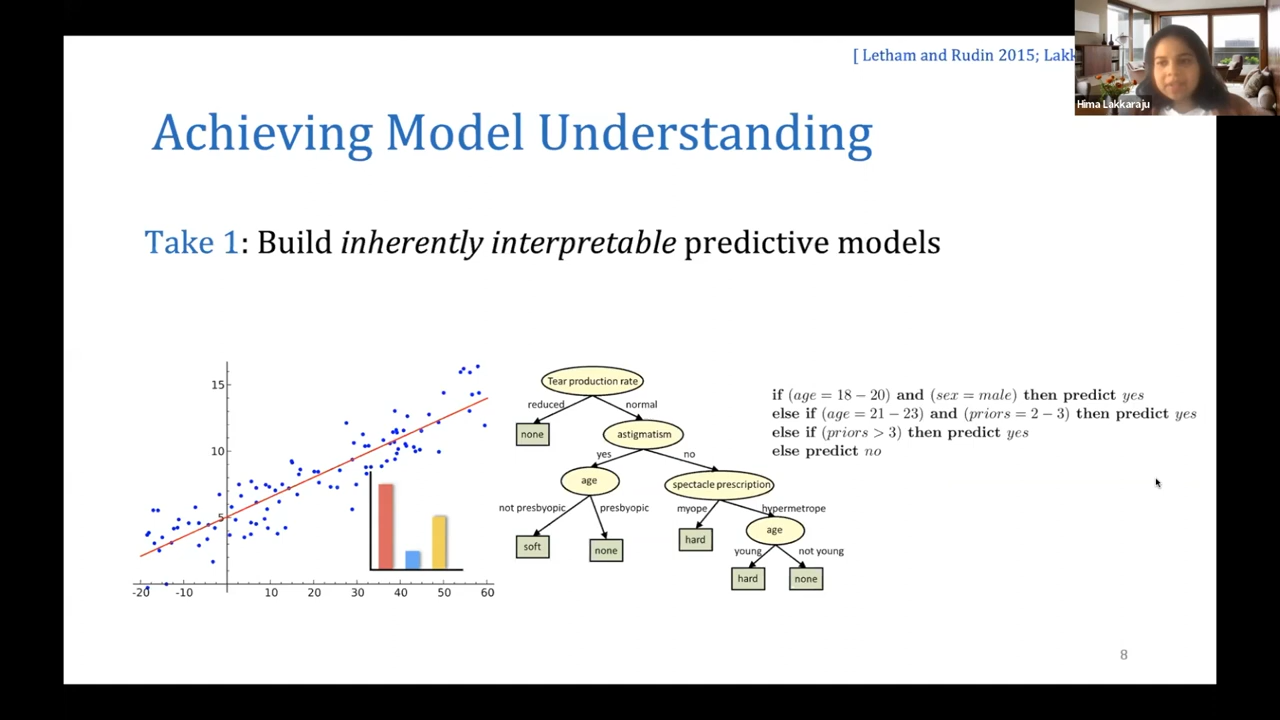 [ Letham and Rudin 2015; Lakk
Hima Lakkaraju
Achieving Model Understanding
Take 1: Build inherently interpretable predictive models
15
10
5
-20 -10 10 20 30 40 50 60
Tear production rate
reduced normal
none astigmatism
yes no
age spectacle prescription
not presbyopic presbyopic myope hypermetrope
soft none hard age
young not young
hard none
if (age = 18 − 20) and (sex = male) then predict yes
else if (age = 21 − 23) and (priors = 2 − 3) then predict yes
else if (priors > 3) then predict yes
else predict no
8